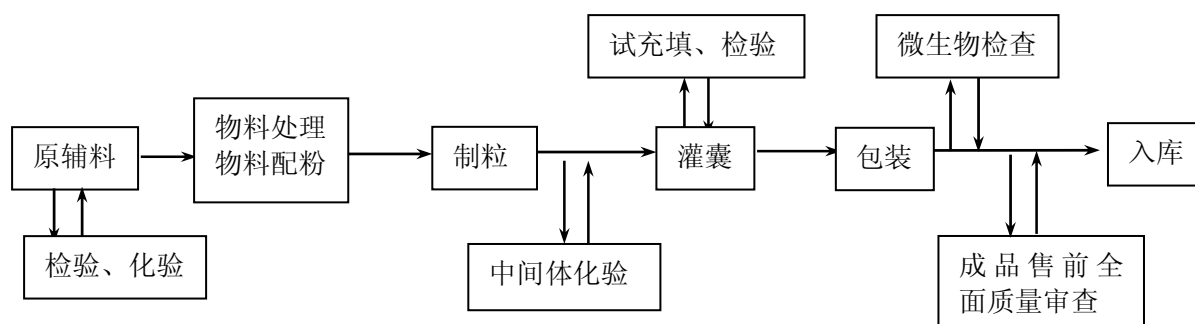 试充填、检验
微生物检查
原辅料
物料处理
物料配粉
制粒
灌囊
包装
入库
检验、化验
中间体化验
成品售前全
面质量审查